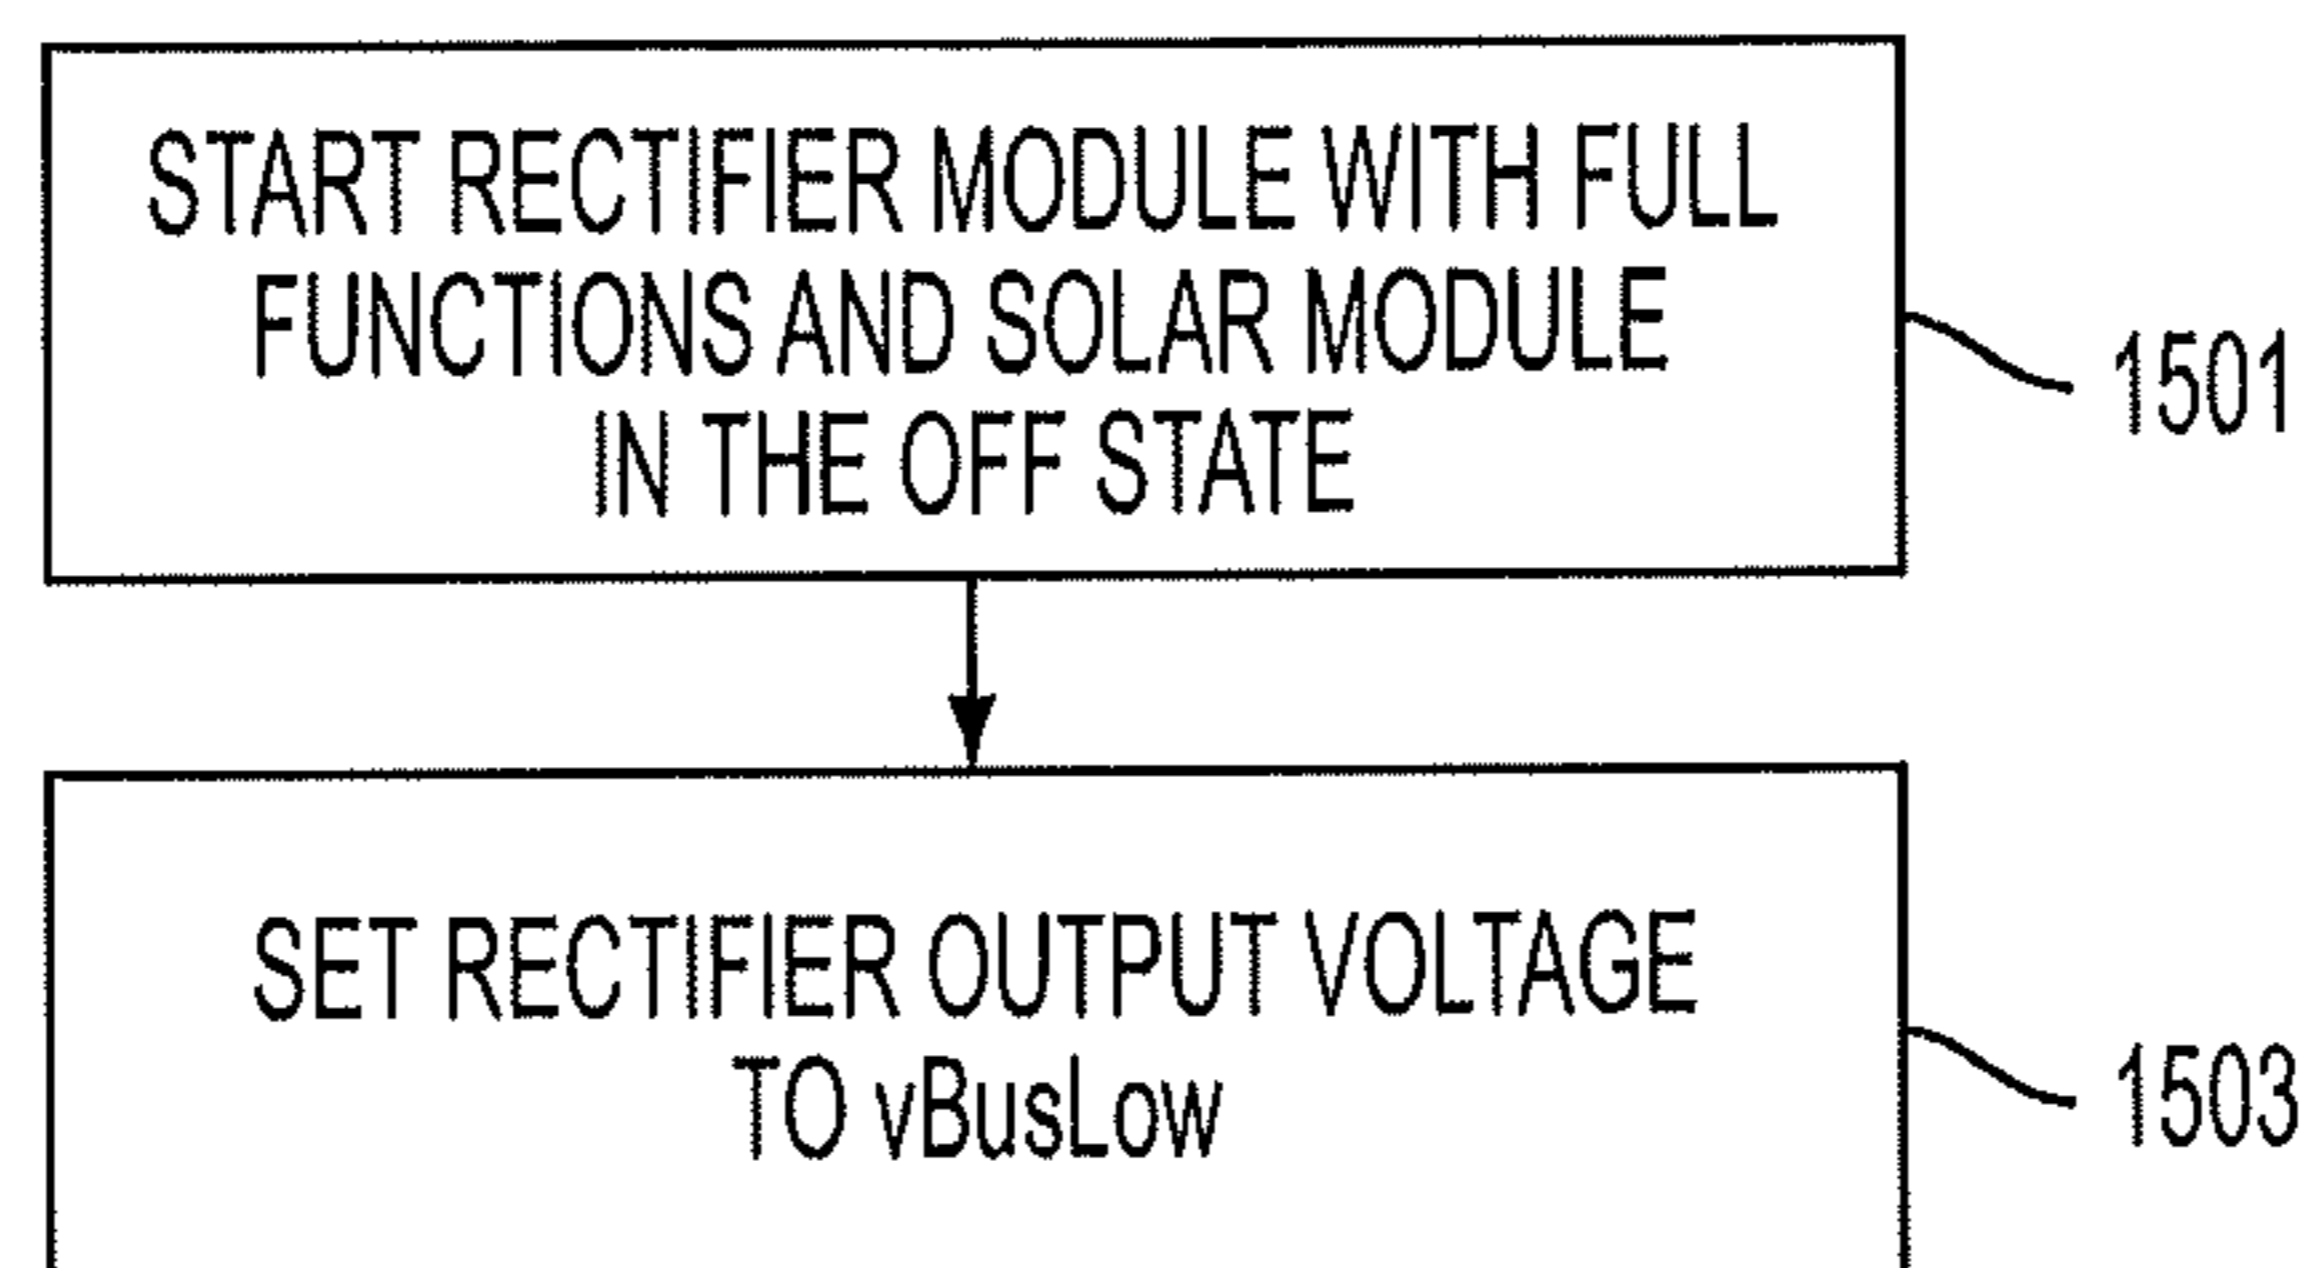 START RECTIFIER MODULE WITH FULL
FUNCTIONS AND SOLAR MODULE
IN THE OFF STATE
1501
SET RECTIFIER OUTPUT VOLTAGE
TO vBusLow
1503